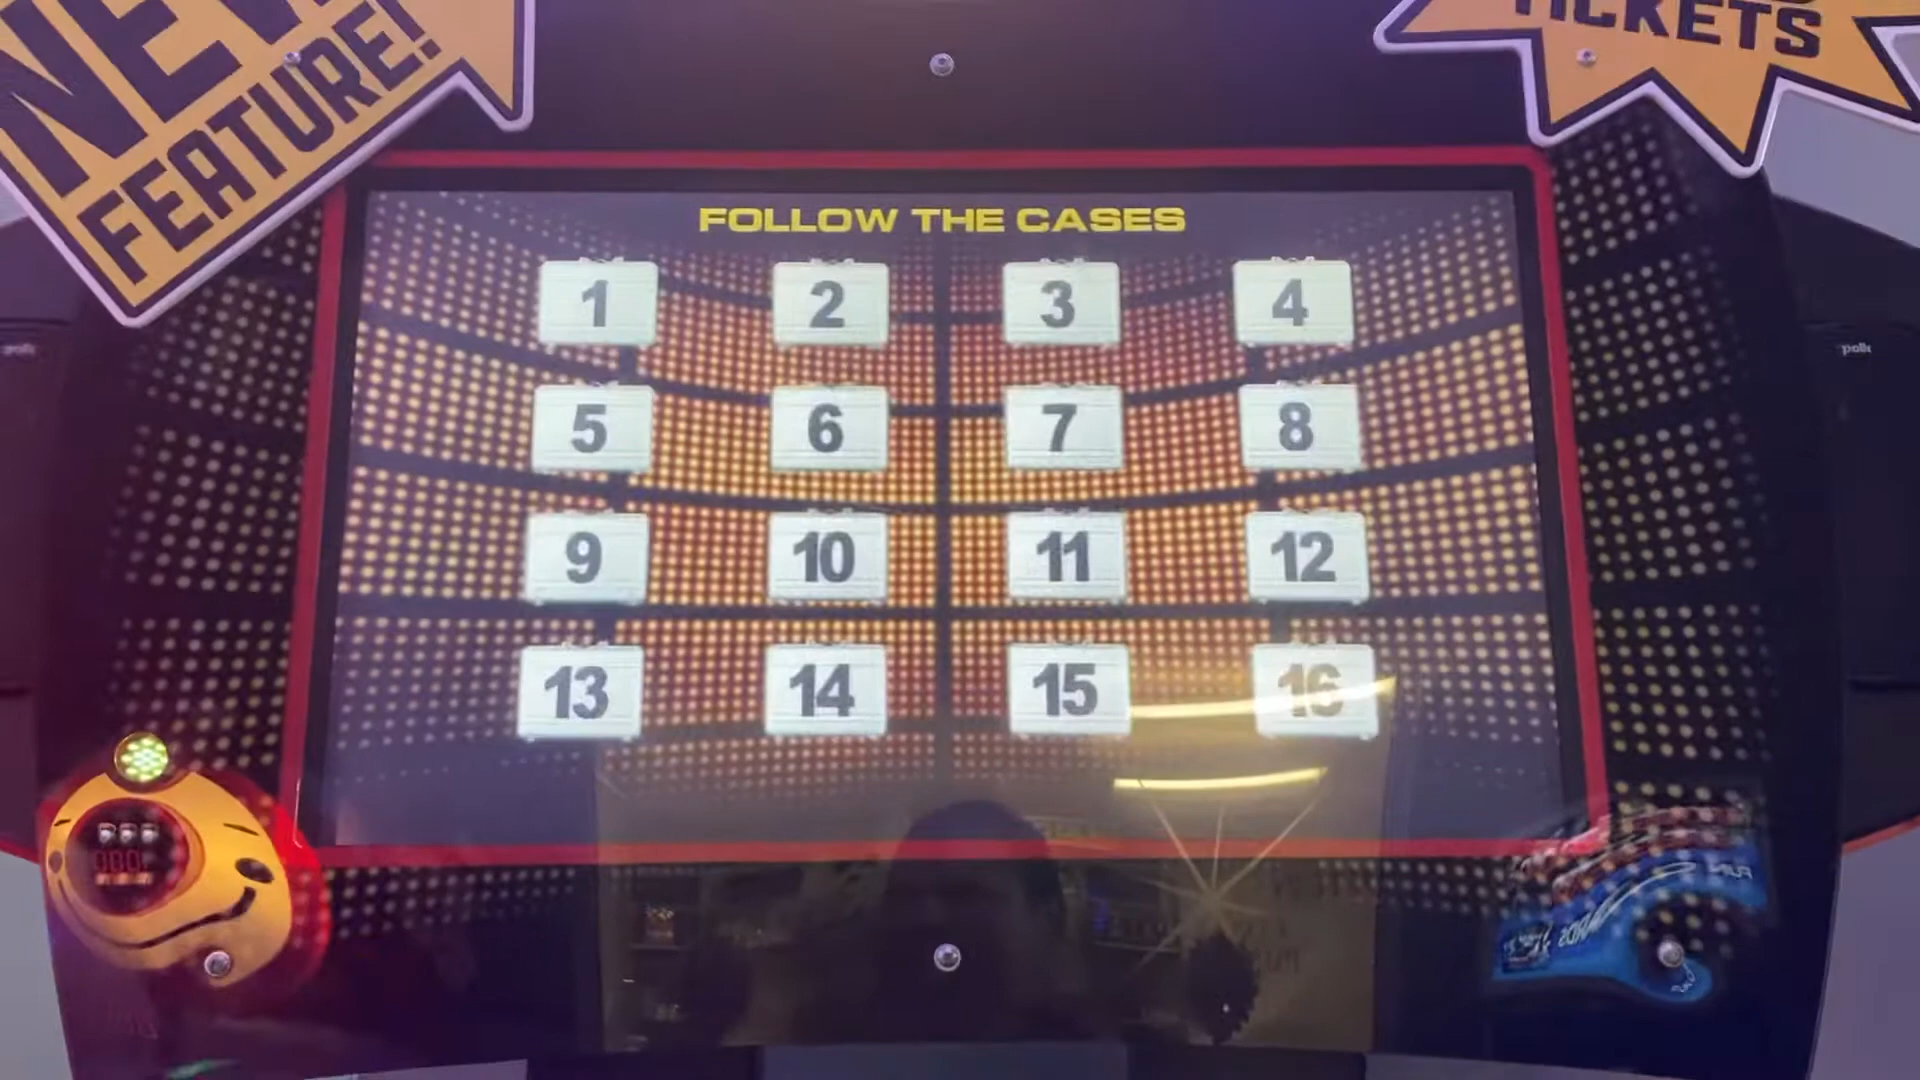 NEW
FEATURE!
TICKETS
FOLLOW THE CASES
1 2 3 4
5 6 7 8
9 10 11 12
13 14 15 16